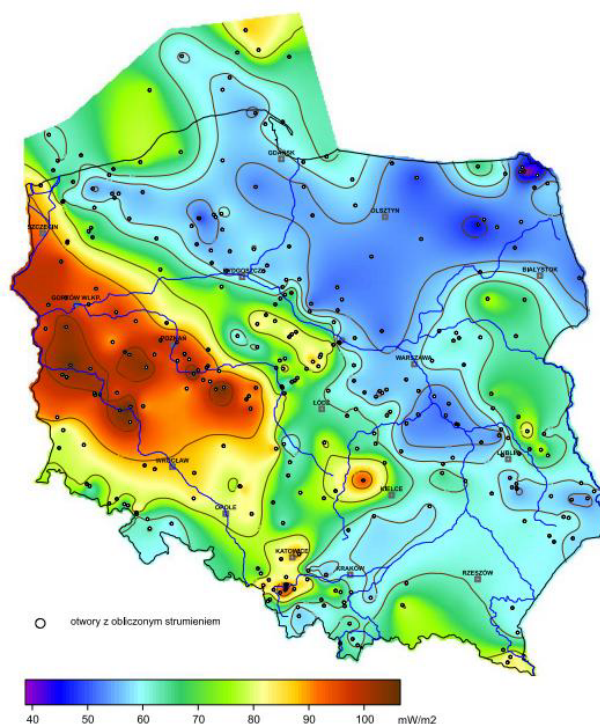 GDAŃSK
OLSZTYN
SZCZECIN
BYDGOSZCZ
BIAŁYSTOK
GORZÓW WLKP.
POZNAŃ
WARSZAWA
ŁÓDŹ
WROCŁAW
LUBLIN
KIELCE
OPOLE
KATOWICE
KRAKÓW
RZESZÓW
otwory z obliczonym strumieniem
40 50 60 70 80 90 100 mW/m2